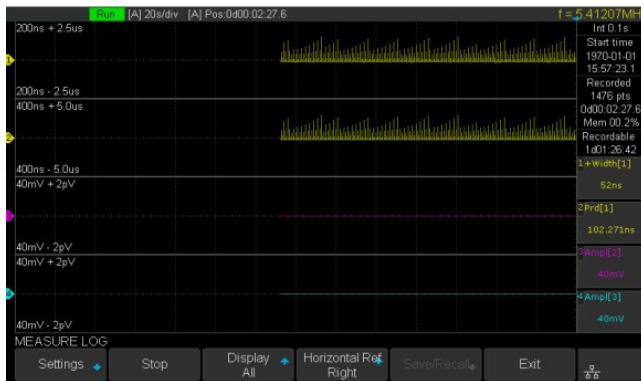 Run [A] 20s/div [A] Pos:0d00:02:27.6 f = 5.41207MH
200ns + 2.5us
1
200ns - 2.5us
400ns + 5.0us
2
400ns - 5.0us
40mV + 2pV
3
40mV - 2pV
40mV + 2pV
4
40mV - 2pV
Int 0.1s
Start time
1970-01-01
15:57:23.1
Recorded
1476 pts
0d00:02:27.6
Mem 00.2%
Recordable
1d01:26:42
1+Width[1]
52ns
2Prd[1]
102.271ns
3Ampl[2]
40mV
4Ampl[3]
40mV
MEASURE LOG
Settings
Stop
Display
All
Horizontal Ref
Right
Save/Recall
Exit